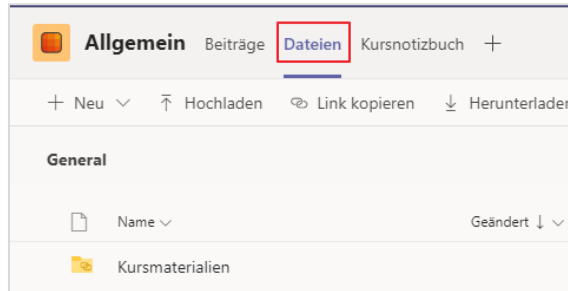 Allgemein Beiträge Dateien Kursnotizbuch +
+ Neu Hochladen Link kopieren Herunterladen
General
Name Geändert ↓
Kursmaterialien